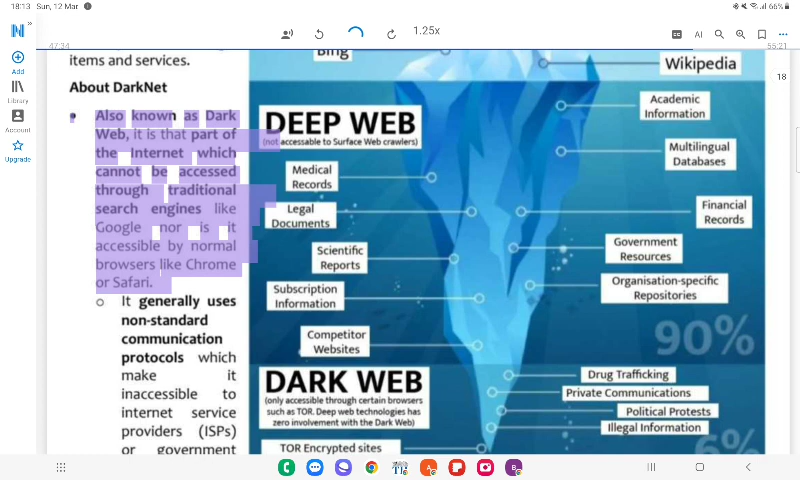 18:13 Sun, 12 Mar
66%
1.25x
AI
47:34
55:21
Add
Library
Account
Upgrade
18
items and services.
About DarkNet
Also known as Dark
Web, it is that part of
the Internet which
cannot be accessed
through traditional
search engines like
Google nor is it
accessible by normal
browsers like Chrome
or Safari.
It generally uses
non-standard
communication
protocols which
make it
inaccessible to
internet service
providers (ISPs)
or government
Bing
Wikipedia
DEEP WEB
(not accessable to Surface Web crawlers)
Academic
Information
Multilingual
Databases
Medical
Records
Legal
Documents
Financial
Records
Scientific
Reports
Government
Resources
Subscription
Information
Organisation-specific
Repositories
Competitor
Websites
90%
DARK WEB
(only accessible through certain browsers
such as TOR. Deep web technologies has
zero involvement with the Dark Web)
Drug Trafficking
Private Communications
Political Protests
Illegal Information
TOR Encrypted sites
6%